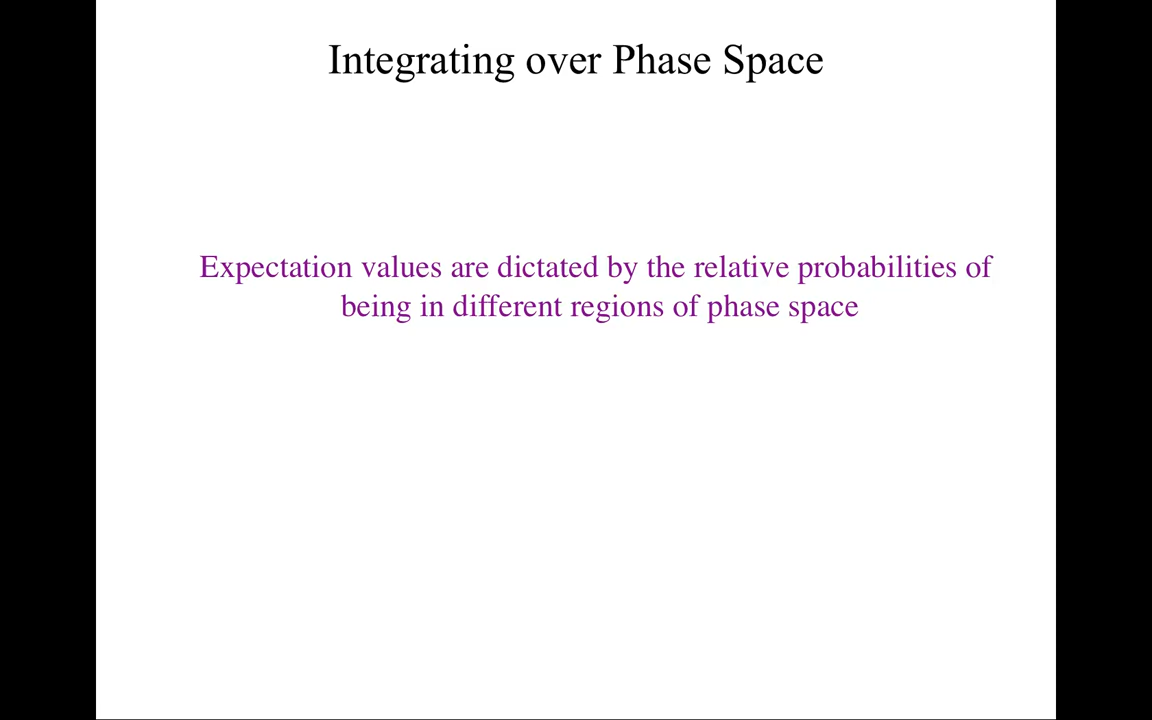 Integrating over Phase Space
Expectation values are dictated by the relative probabilities of
being in different regions of phase space